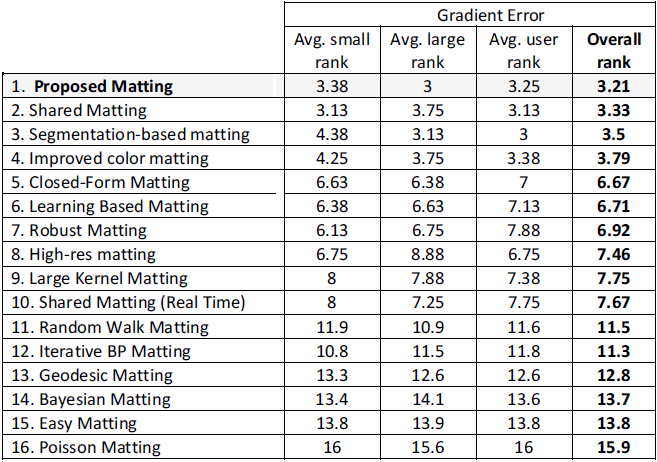 Gradient Error
Avg. small rank Avg. large rank Avg. user rank Overall rank
1. Proposed Matting 3.38 3 3.25 3.21
2. Shared Matting 3.13 3.75 3.13 3.33
3. Segmentation-based matting 4.38 3.13 3 3.5
4. Improved color matting 4.25 3.75 3.38 3.79
5. Closed-Form Matting 6.63 6.38 7 6.67
6. Learning Based Matting 6.38 6.63 7.13 6.71
7. Robust Matting 6.13 6.75 7.88 6.92
8. High-res matting 6.75 8.88 6.75 7.46
9. Large Kernel Matting 8 7.88 7.38 7.75
10. Shared Matting (Real Time) 8 7.25 7.75 7.67
11. Random Walk Matting 11.9 10.9 11.6 11.5
12. Iterative BP Matting 10.8 11.5 11.8 11.3
13. Geodesic Matting 13.3 12.6 12.6 12.8
14. Bayesian Matting 13.4 14.1 13.6 13.7
15. Easy Matting 13.8 13.9 13.8 13.8
16. Poisson Matting 16 15.6 16 15.9